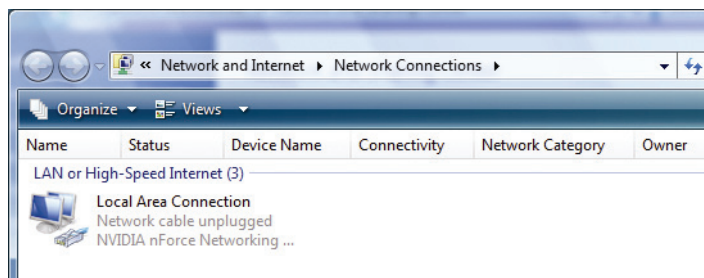 « Network and Internet ▸ Network Connections ▸
Organize Views
Name Status Device Name Connectivity Network Category Owner
LAN or High-Speed Internet (3)
Local Area Connection
Network cable unplugged
NVIDIA nForce Networking ...